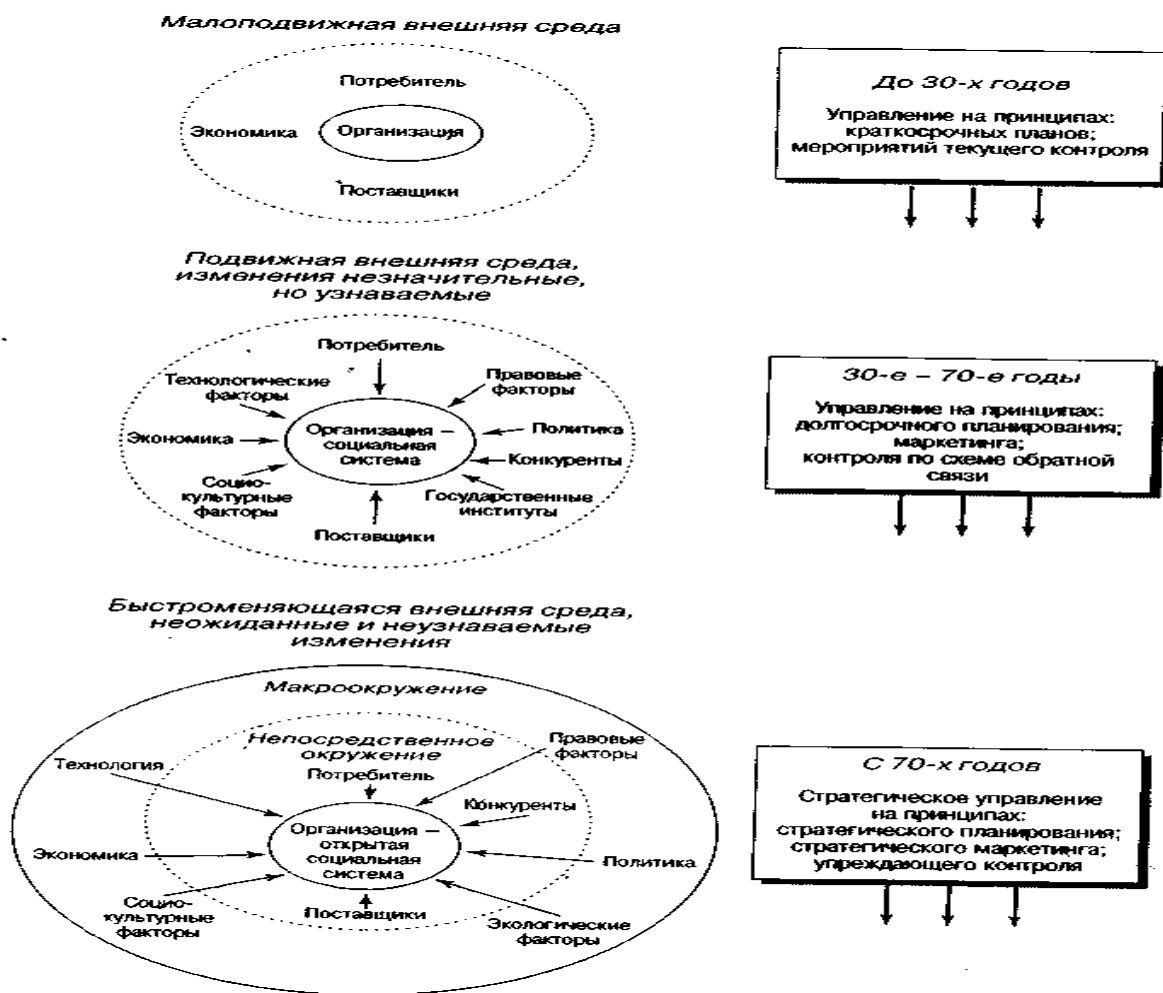 Малоподвижная внешняя среда
Потребитель
Экономика
Организация
Поставщики
До 30-х годов
Управление на принципах:
краткосрочных планов;
мероприятий текущего контроля
Подвижная внешняя среда,
изменения незначительные,
но узнаваемые
Потребитель
Технологические
факторы
Правовые
факторы
Экономика
Организация –
социальная
система
Политика
Конкуренты
Социо-
культурные
факторы
Государственные
институты
Поставщики
30-е – 70-е годы
Управление на принципах:
долгосрочного планирования;
маркетинга;
контроля по схеме обратной
связи
Быстроменяющаяся внешняя среда,
неожиданные и неузнаваемые
изменения
Макроокружение
Непосредственное
окружение
Правовые
факторы
Технология
Потребитель
Конкуренты
Организация –
открытая
социальная
система
Экономика
Политика
Социо-
культурные
факторы
Поставщики
Экологические
факторы
С 70-х годов
Стратегическое управление
на принципах:
стратегического планирования;
стратегического маркетинга;
упреждающего контроля